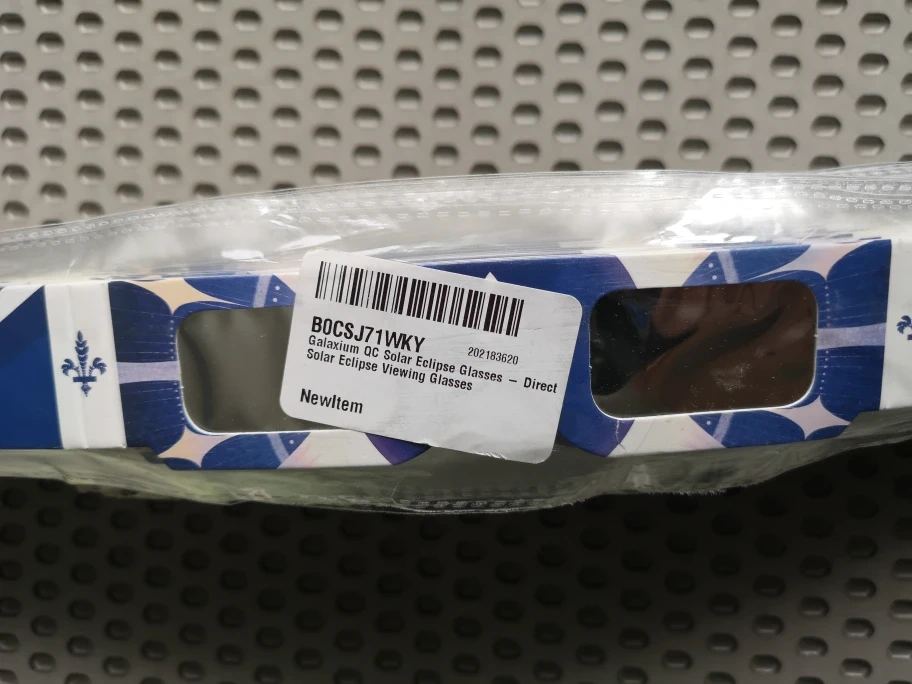 B0CSJ71WKY
202183620
Galaxium QC Solar Eclipse Glasses – Direct
Solar Eclipse Viewing Glasses
NewItem